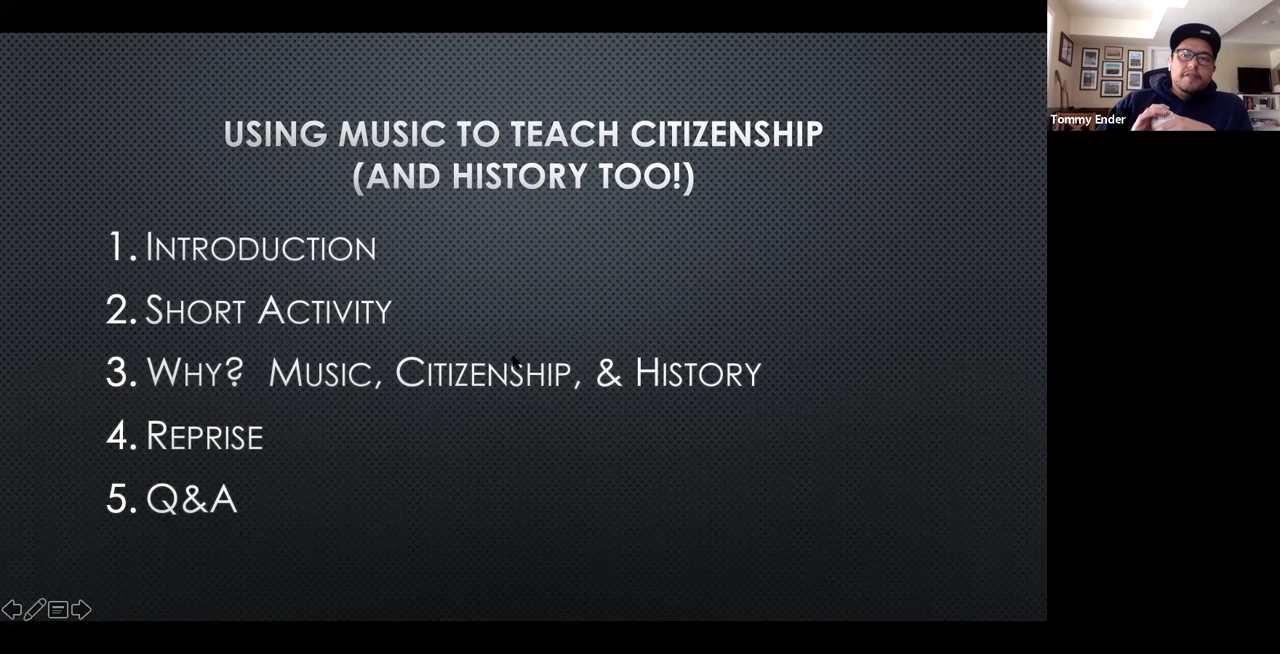 USING MUSIC TO TEACH CITIZENSHIP
(AND HISTORY TOO!)
1. INTRODUCTION
2. SHORT ACTIVITY
3. WHY? MUSIC, CITIZENSHIP, & HISTORY
4. REPRISE
5. Q&A
Tommy Ender